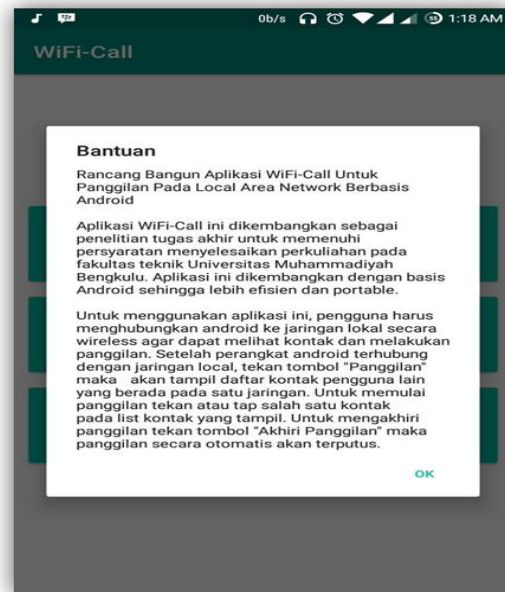 0b/s 55 1:18 AM
WiFi-Call
Bantuan
Rancang Bangun Aplikasi WiFi-Call Untuk
Panggilan Pada Local Area Network Berbasis
Android
Aplikasi WiFi-Call ini dikembangkan sebagai
penelitian tugas akhir untuk memenuhi
persyaratan menyelesaikan perkuliahan pada
fakultas teknik Universitas Muhammadiyah
Bengkulu. Aplikasi ini dikembangkan dengan basis
Android sehingga lebih efisien dan portable.
Untuk menggunakan aplikasi ini, pengguna harus
menghubungkan android ke jaringan lokal secara
wireless agar dapat melihat kontak dan melakukan
panggilan. Setelah perangkat android terhubung
dengan jaringan local, tekan tombol "Panggilan"
maka akan tampil daftar kontak pengguna lain
yang berada pada satu jaringan. Untuk memulai
panggilan tekan atau tap salah satu kontak
pada list kontak yang tampil. Untuk mengakhiri
panggilan tekan tombol "Akhiri Panggilan" maka
panggilan secara otomatis akan terputus.
OK